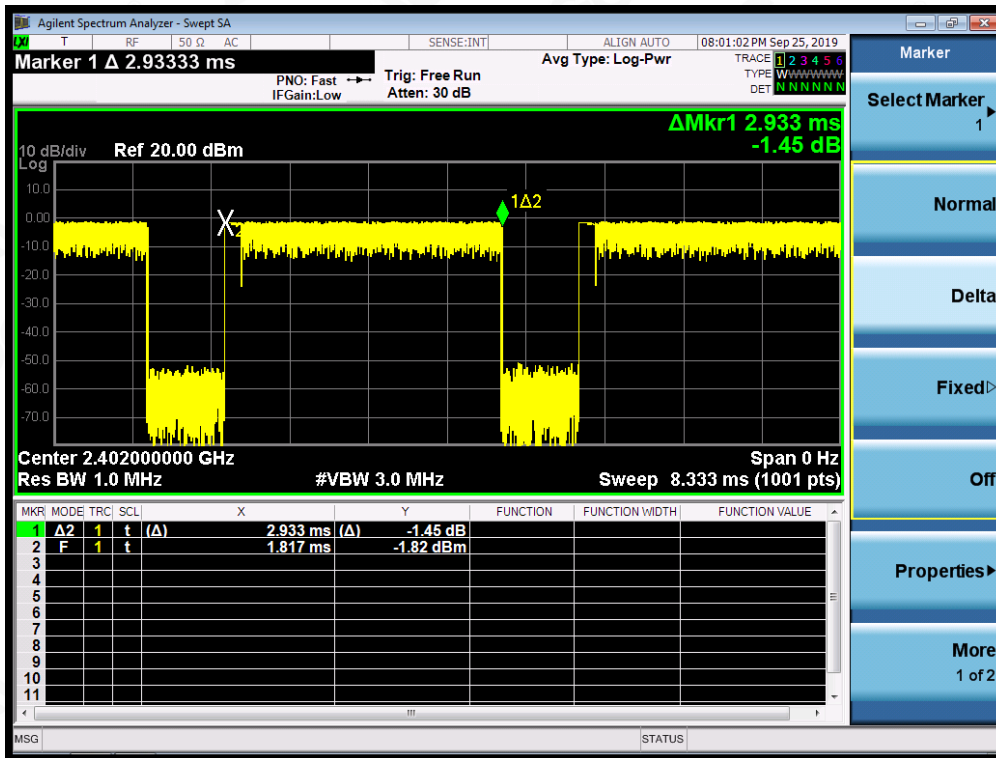 Agilent Spectrum Analyzer - Swept SA
LXI T RF 50 Ω AC SENSE:INT ALIGN AUTO 08:01:02 PM Sep 25, 2019
Marker 1 Δ 2.93333 ms
PNO: Fast
IFGain:Low
Trig: Free Run
Atten: 30 dB
Avg Type: Log-Pwr
TRACE 1 2 3 4 5 6
TYPE WWWWWWW
DET N N N N N N
ΔMkr1 2.933 ms
-1.45 dB
10 dB/div Ref 20.00 dBm
Log
10.0
0.00
-10.0
-20.0
-30.0
-40.0
-50.0
-60.0
-70.0
1Δ2
Center 2.402000000 GHz Span 0 Hz
Res BW 1.0 MHz #VBW 3.0 MHz Sweep 8.333 ms (1001 pts)
MKR MODE TRC SCL X Y FUNCTION FUNCTION WIDTH FUNCTION VALUE
1 Δ2 1 t (Δ) 2.933 ms (Δ) -1.45 dB
2 F 1 t 1.817 ms -1.82 dBm
3
4
5
6
7
8
9
10
11
MSG STATUS
Marker
Select Marker
1
Normal
Delta
Fixed
Off
Properties
More
1 of 2